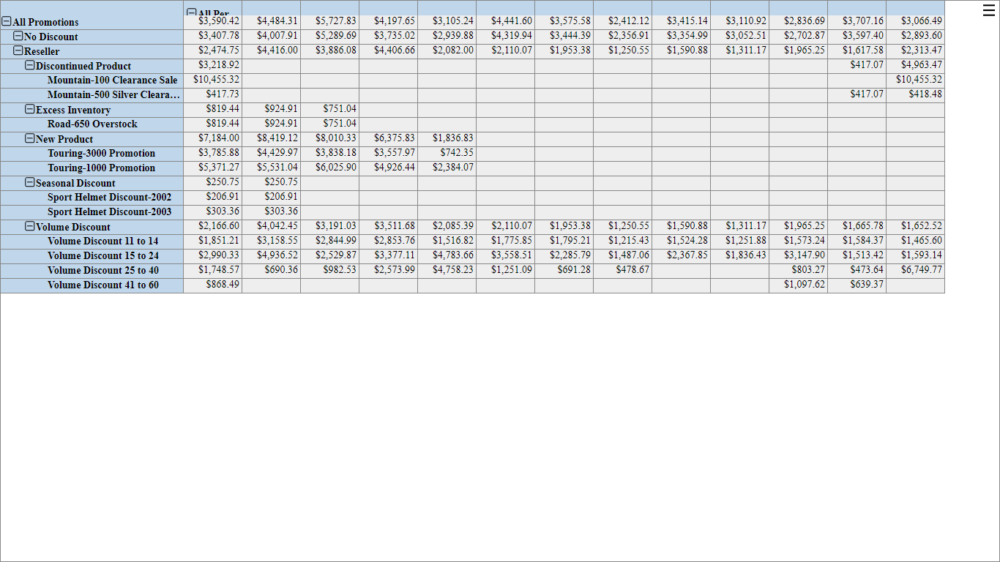 All Per
All Promotions $3,590.42 $4,484.31 $5,727.83 $4,197.65 $3,105.24 $4,441.60 $3,575.58 $2,412.12 $3,415.14 $3,110.92 $2,836.69 $3,707.16 $3,066.49
No Discount $3,407.78 $4,007.91 $5,289.69 $3,735.02 $2,939.88 $4,319.94 $3,444.39 $2,356.91 $3,354.99 $3,052.51 $2,702.87 $3,597.40 $2,893.60
Reseller $2,474.75 $4,416.00 $3,886.08 $4,406.66 $2,082.00 $2,110.07 $1,953.38 $1,250.55 $1,590.88 $1,311.17 $1,965.25 $1,617.58 $2,313.47
Discontinued Product $3,218.92 $417.07 $4,963.47
Mountain-100 Clearance Sale $10,455.32 $10,455.32
Mountain-500 Silver Cleara... $417.73 $417.07 $418.48
Excess Inventory $819.44 $924.91 $751.04
Road-650 Overstock $819.44 $924.91 $751.04
New Product $7,184.00 $8,419.12 $8,010.33 $6,375.83 $1,836.83
Touring-3000 Promotion $3,785.88 $4,429.97 $3,838.18 $3,557.97 $742.35
Touring-1000 Promotion $5,371.27 $5,531.04 $6,025.90 $4,926.44 $2,384.07
Seasonal Discount $250.75 $250.75
Sport Helmet Discount-2002 $206.91 $206.91
Sport Helmet Discount-2003 $303.36 $303.36
Volume Discount $2,166.60 $4,042.45 $3,191.03 $3,511.68 $2,085.39 $2,110.07 $1,953.38 $1,250.55 $1,590.88 $1,311.17 $1,965.25 $1,665.78 $1,652.52
Volume Discount 11 to 14 $1,851.21 $3,158.55 $2,844.99 $2,853.76 $1,516.82 $1,775.85 $1,795.21 $1,215.43 $1,524.28 $1,251.88 $1,573.24 $1,584.37 $1,465.60
Volume Discount 15 to 24 $2,990.33 $4,936.52 $2,529.87 $3,377.11 $4,783.66 $3,558.51 $2,285.79 $1,487.06 $2,367.85 $1,836.43 $3,147.90 $1,513.42 $1,593.14
Volume Discount 25 to 40 $1,748.57 $690.36 $982.53 $2,573.99 $4,758.23 $1,251.09 $691.28 $478.67 $803.27 $473.64 $6,749.77
Volume Discount 41 to 60 $868.49 $1,097.62 $639.37